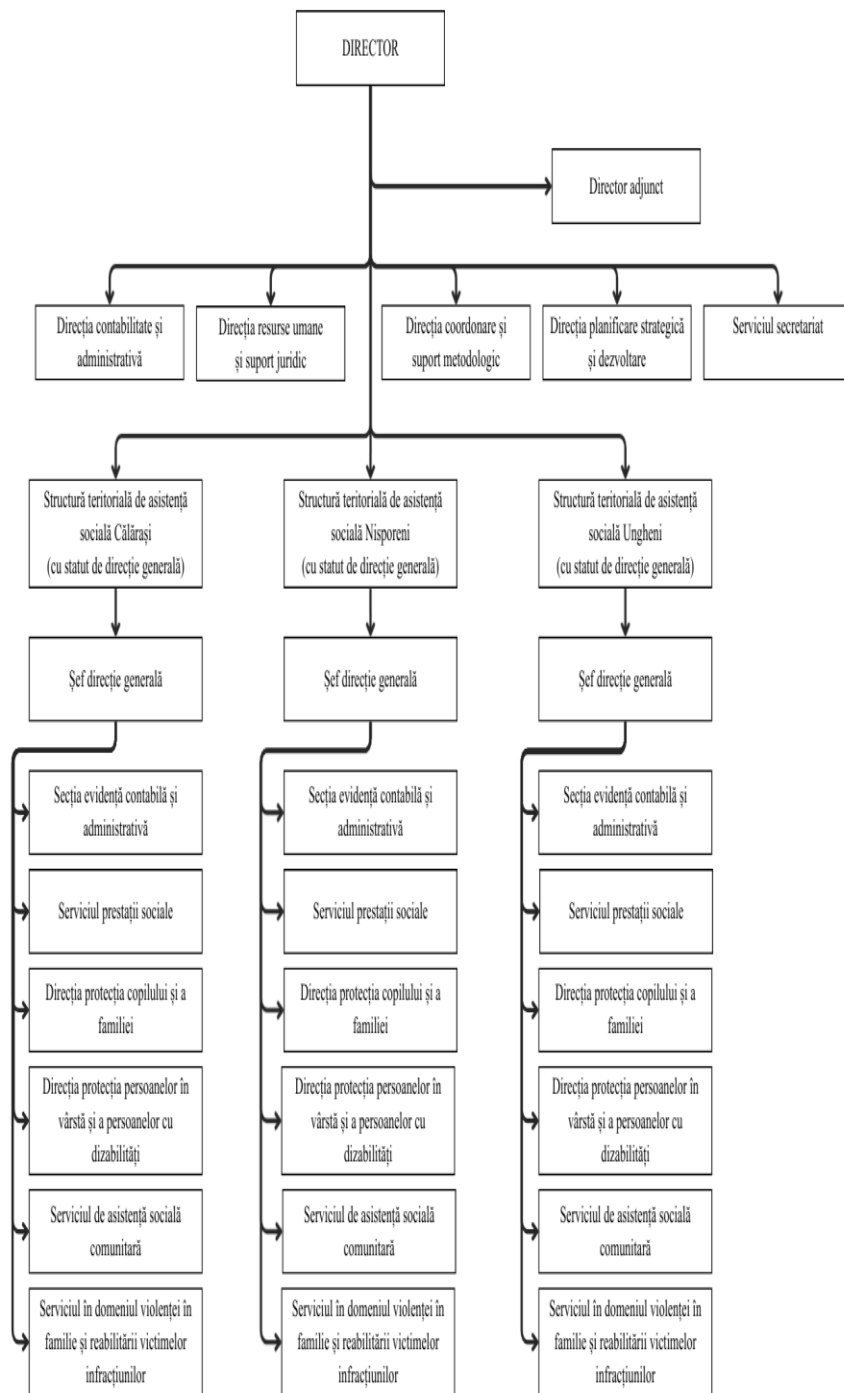 DIRECTOR
Director adjunct
Direcția contabilitate și
administrativă
Direcția resurse umane
și suport juridic
Direcția coordonare și
suport metodologic
Direcția planificare strategică
și dezvoltare
Serviciul secretariat
Structură teritorială de asistență
socială Călărași
(cu statut de direcție generală)
Structură teritorială de asistență
socială Nisporeni
(cu statut de direcție generală)
Structură teritorială de asistență
socială Ungheni
(cu statut de direcție generală)
Șef direcție generală
Șef direcție generală
Șef direcție generală
Secția evidență contabilă și
administrativă
Secția evidență contabilă și
administrativă
Secția evidență contabilă și
administrativă
Serviciul prestații sociale
Serviciul prestații sociale
Serviciul prestații sociale
Direcția protecția copilului și a
familiei
Direcția protecția copilului și a
familiei
Direcția protecția copilului și a
familiei
Direcția protecția persoanelor în
vârstă și a persoanelor cu
dizabilități
Direcția protecția persoanelor în
vârstă și a persoanelor cu
dizabilități
Direcția protecția persoanelor în
vârstă și a persoanelor cu
dizabilități
Serviciul de asistență socială
comunitară
Serviciul de asistență socială
comunitară
Serviciul de asistență socială
comunitară
Serviciul în domeniul violenței în
familie și reabilitării victimelor
infracțiunilor
Serviciul în domeniul violenței în
familie și reabilitării victimelor
infracțiunilor
Serviciul în domeniul violenței în
familie și reabilitării victimelor
infracțiunilor